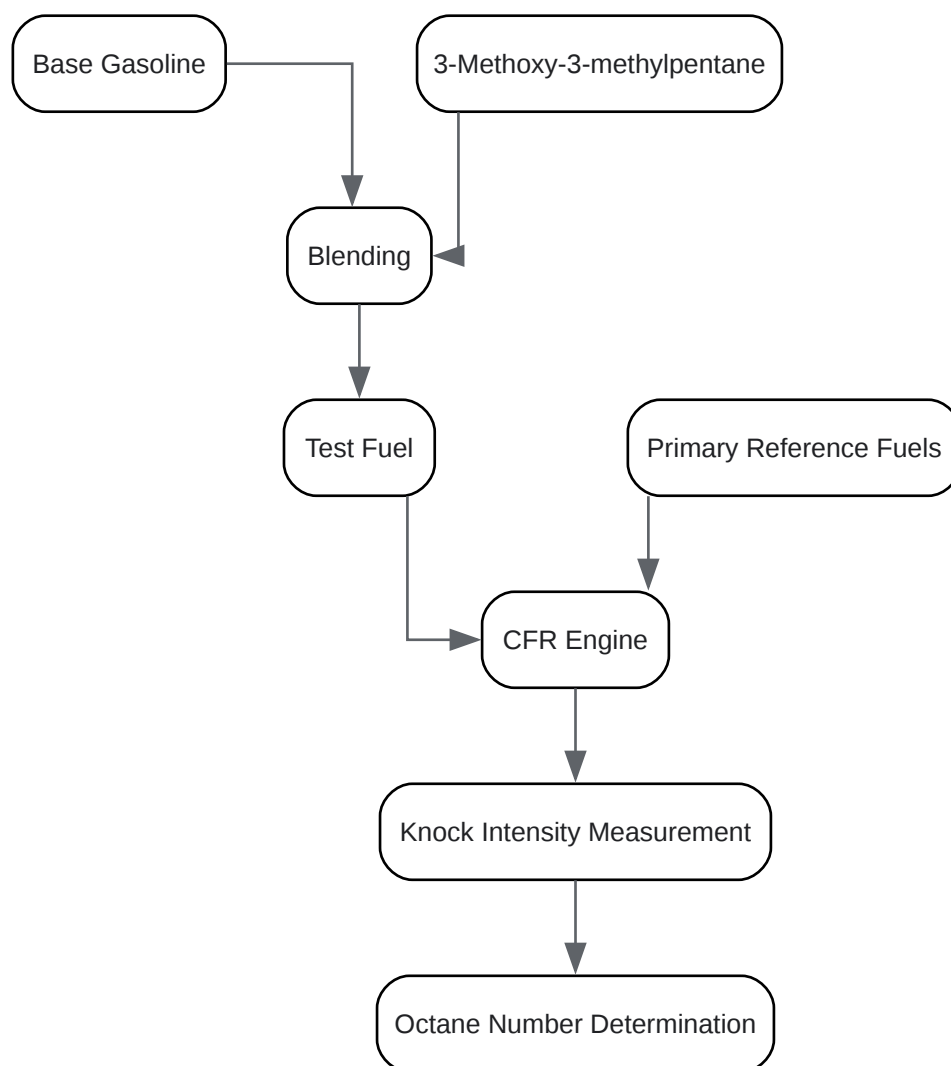 Base Gasoline
3-Methoxy-3-methylpentane
Blending
Test Fuel
Primary Reference Fuels
CFR Engine
Knock Intensity Measurement
Octane Number Determination